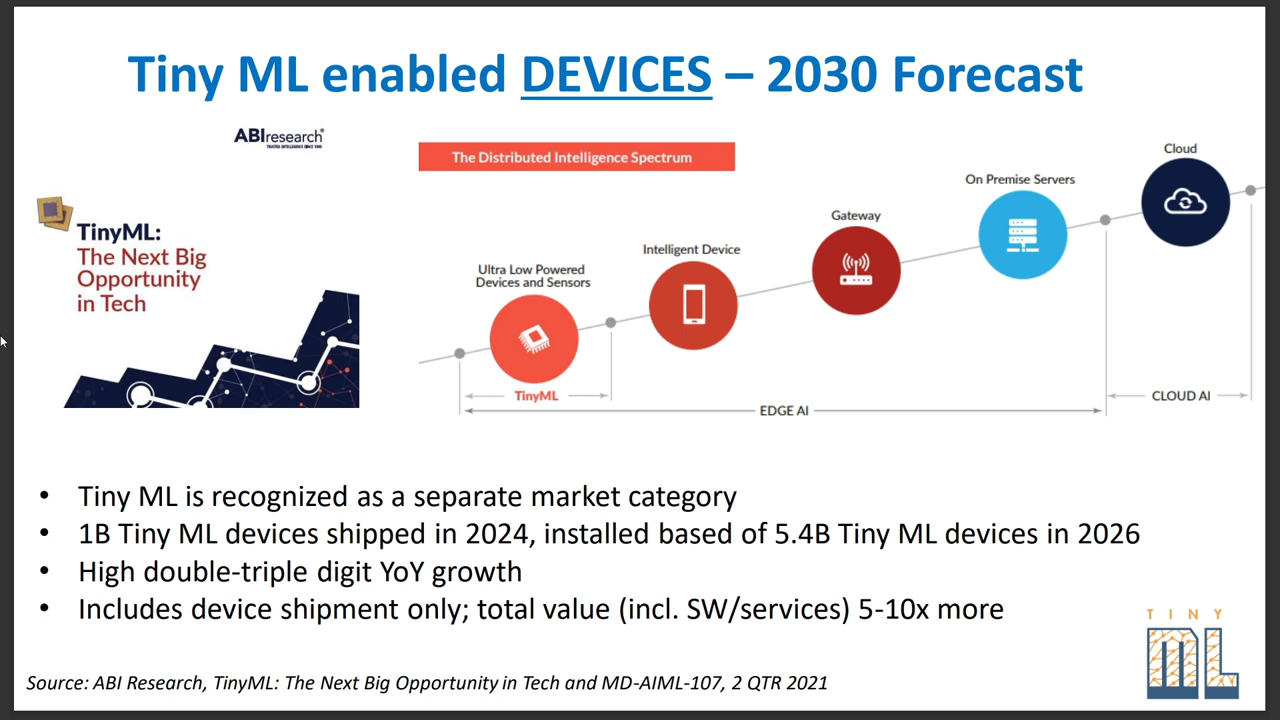 Tiny ML enabled DEVICES – 2030 Forecast
ABIresearch®
TRUSTED INTELLIGENCE SINCE 1990
TinyML:
The Next Big
Opportunity
in Tech
The Distributed Intelligence Spectrum
Ultra Low Powered
Devices and Sensors
Intelligent Device
Gateway
On Premise Servers
Cloud
TinyML
EDGE AI
CLOUD AI
• Tiny ML is recognized as a separate market category
• 1B Tiny ML devices shipped in 2024, installed based of 5.4B Tiny ML devices in 2026
• High double-triple digit YoY growth
• Includes device shipment only; total value (incl. SW/services) 5-10x more
Source: ABI Research, TinyML: The Next Big Opportunity in Tech and MD-AIML-107, 2 QTR 2021
TINY
ML